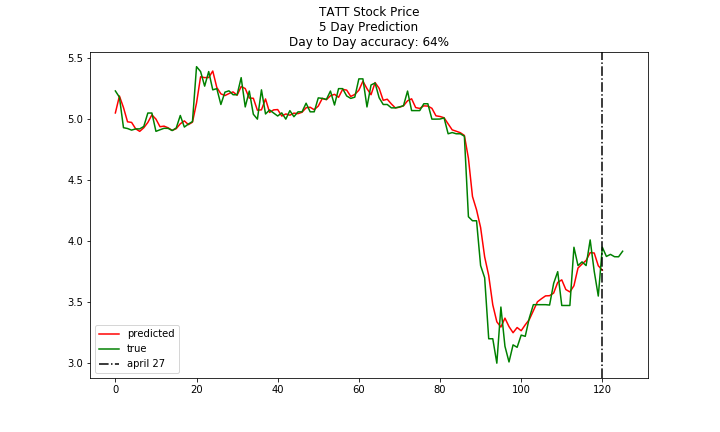 TATT Stock Price
5 Day Prediction
Day to Day accuracy: 64%
5.5
5.0
4.5
4.0
3.5
3.0
predicted
true
april 27
0 20 40 60 80 100 120